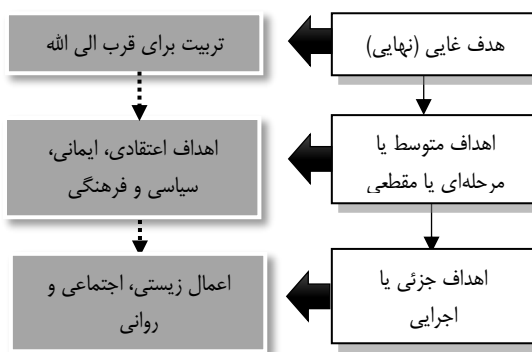 هدف غایی (نهایی)
تربیت برای قرب الی الله
اهداف متوسط یا
مرحله‌ای یا مقطعی
اهداف اعتقادی، ایمانی،
سیاسی و فرهنگی
اهداف جزئی یا
اجرایی
اعمال زیستی، اجتماعی و
روانی